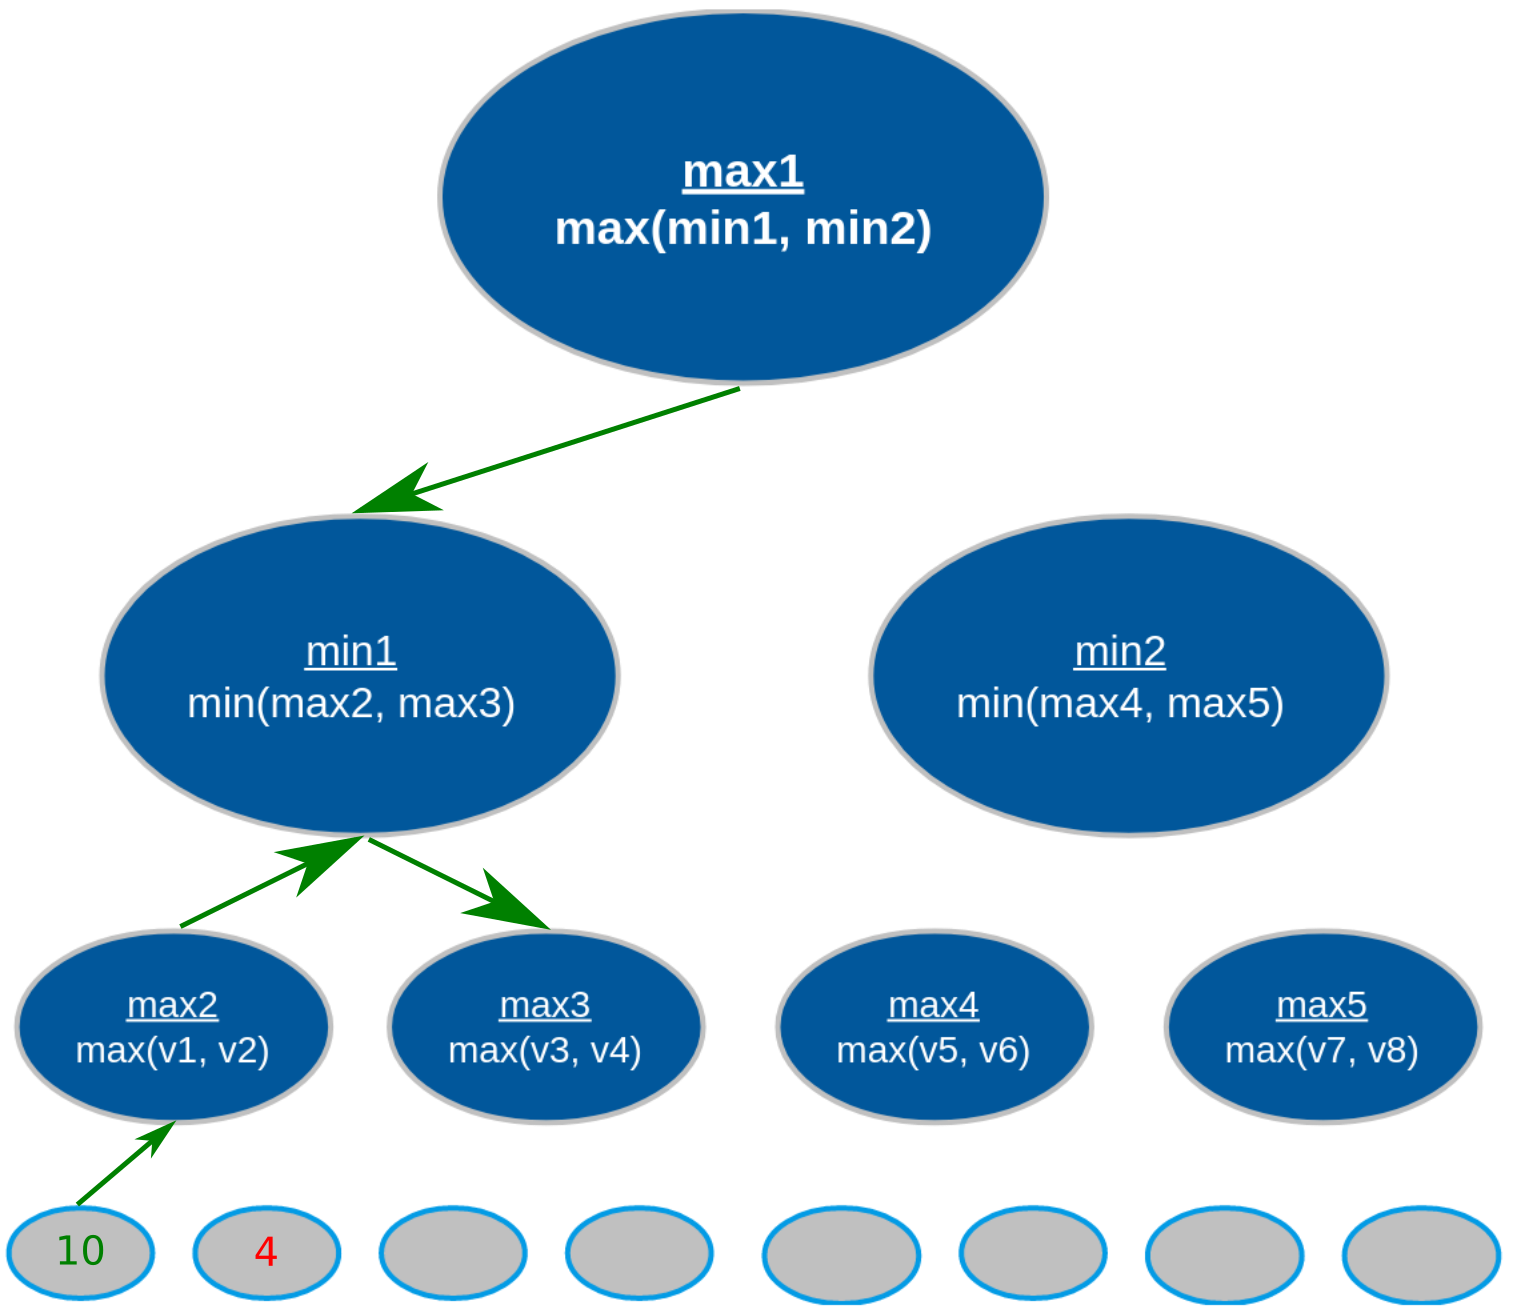 max1
max(min1, min2)
min1
min(max2, max3)
min2
min(max4, max5)
max2
max(v1, v2)
max3
max(v3, v4)
max4
max(v5, v6)
max5
max(v7, v8)
10
4